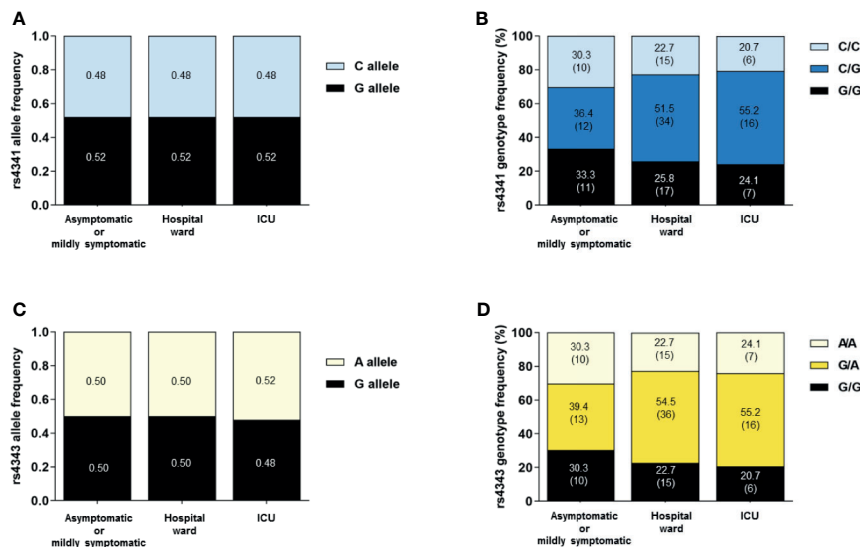 A
rs4341 allele frequency
1.0
0.8
0.6
0.4
0.2
0.0
0.48
0.48
0.48
0.52
0.52
0.52
Asymptomatic
or
mildly symptomatic
Hospital
ward
ICU
C allele
G allele
B
rs4341 genotype frequency (%)
100
80
60
40
20
0
30.3
(10)
22.7
(15)
20.7
(6)
36.4
(12)
51.5
(34)
55.2
(16)
33.3
(11)
25.8
(17)
24.1
(7)
Asymptomatic
or
mildly symptomatic
Hospital
ward
ICU
C/C
C/G
G/G
C
rs4343 allele frequency
1.0
0.8
0.6
0.4
0.2
0.0
0.50
0.50
0.52
0.50
0.50
0.48
Asymptomatic
or
mildly symptomatic
Hospital
ward
ICU
A allele
G allele
D
rs4343 genotype frequency (%)
100
80
60
40
20
0
30.3
(10)
22.7
(15)
24.1
(7)
39.4
(13)
54.5
(36)
55.2
(16)
30.3
(10)
22.7
(15)
20.7
(6)
Asymptomatic
or
mildly symptomatic
Hospital
ward
ICU
A/A
G/A
G/G